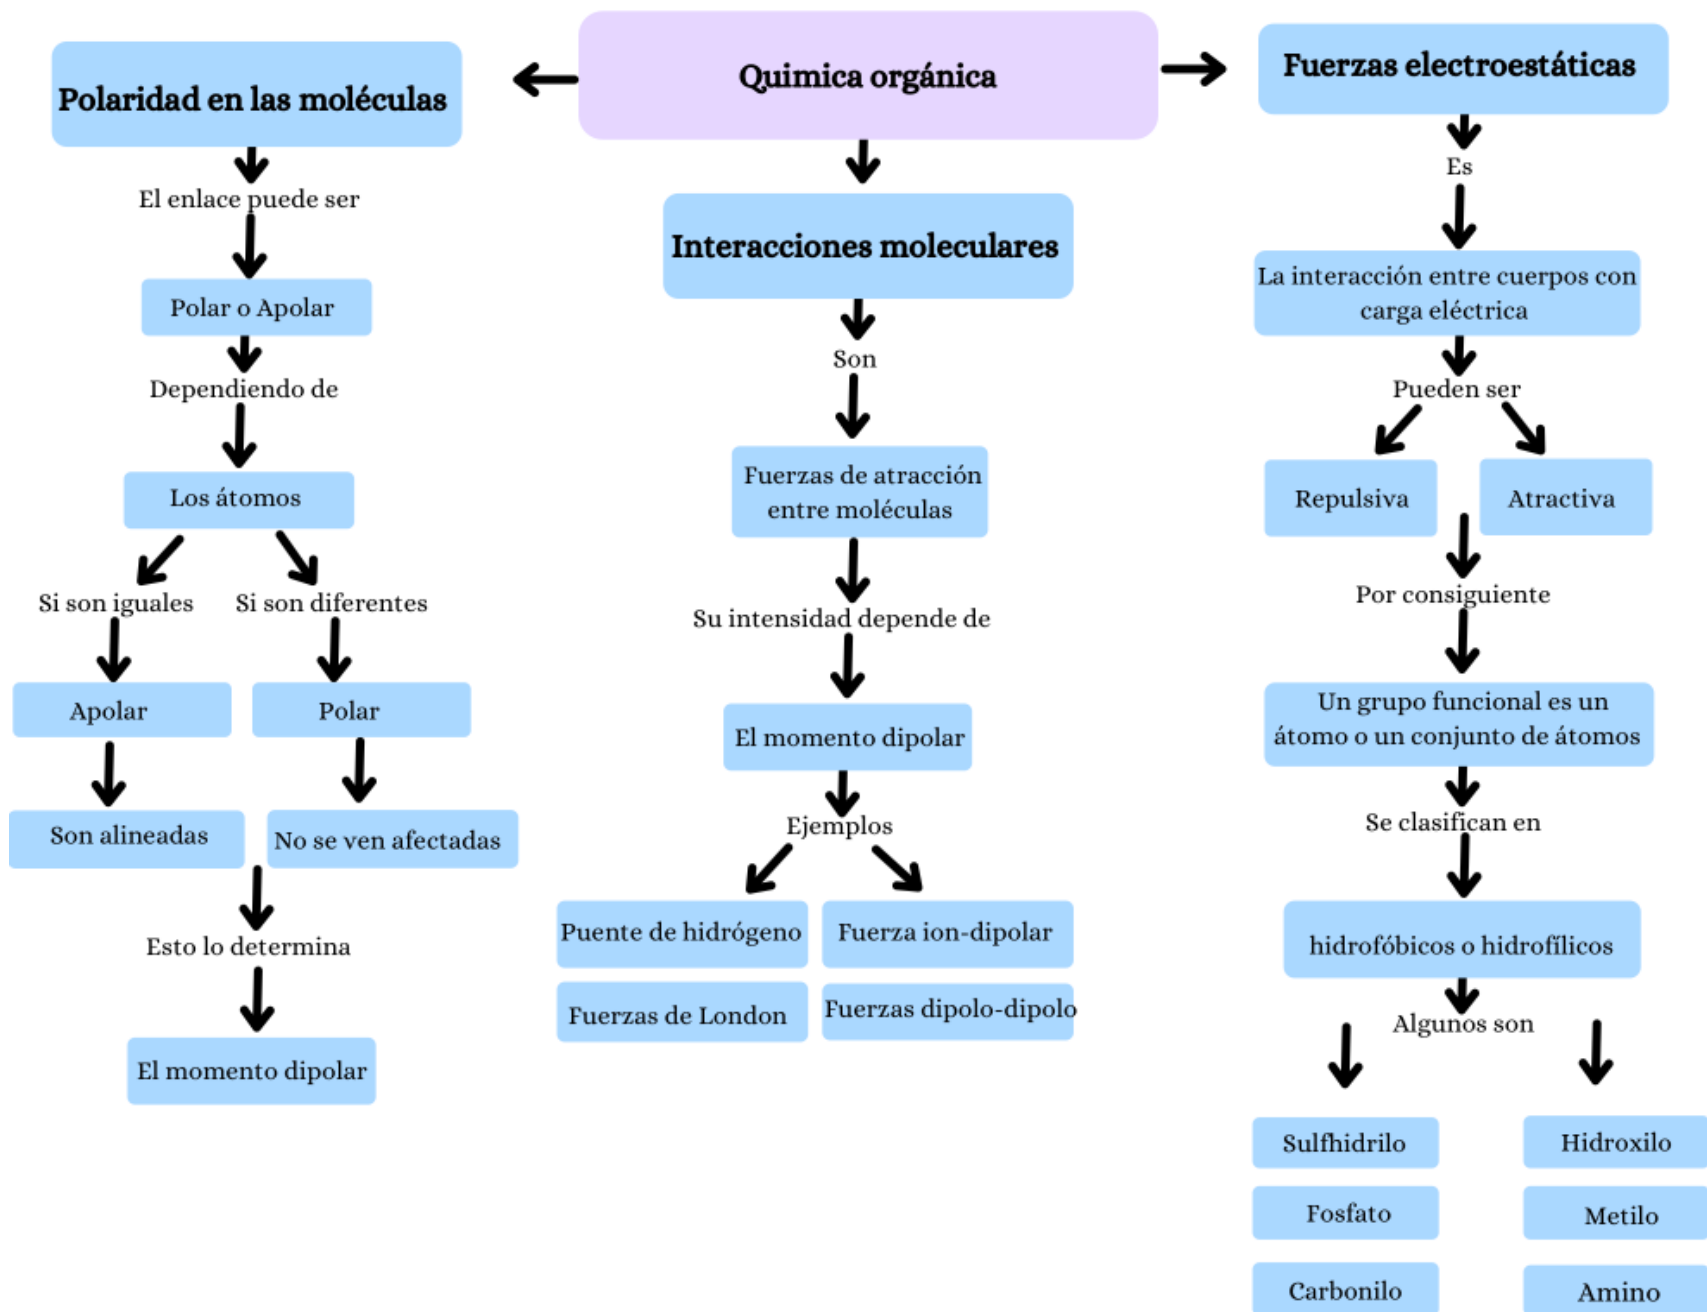 Quimica orgánica
Polaridad en las moléculas
El enlace puede ser
Polar o Apolar
Dependiendo de
Los átomos
Si son iguales
Si son diferentes
Apolar
Polar
Son alineadas
No se ven afectadas
Esto lo determina
El momento dipolar
Interacciones moleculares
Son
Fuerzas de atracción
entre moléculas
Su intensidad depende de
El momento dipolar
Ejemplos
Puente de hidrógeno
Fuerza ion-dipolar
Fuerzas de London
Fuerzas dipolo-dipolo
Fuerzas electroestáticas
Es
La interacción entre cuerpos con
carga eléctrica
Pueden ser
Repulsiva
Atractiva
Por consiguiente
Un grupo funcional es un
átomo o un conjunto de átomos
Se clasifican en
hidrofóbicos o hidrofílicos
Algunos son
Sulfhidrilo
Hidroxilo
Fosfato
Metilo
Carbonilo
Amino